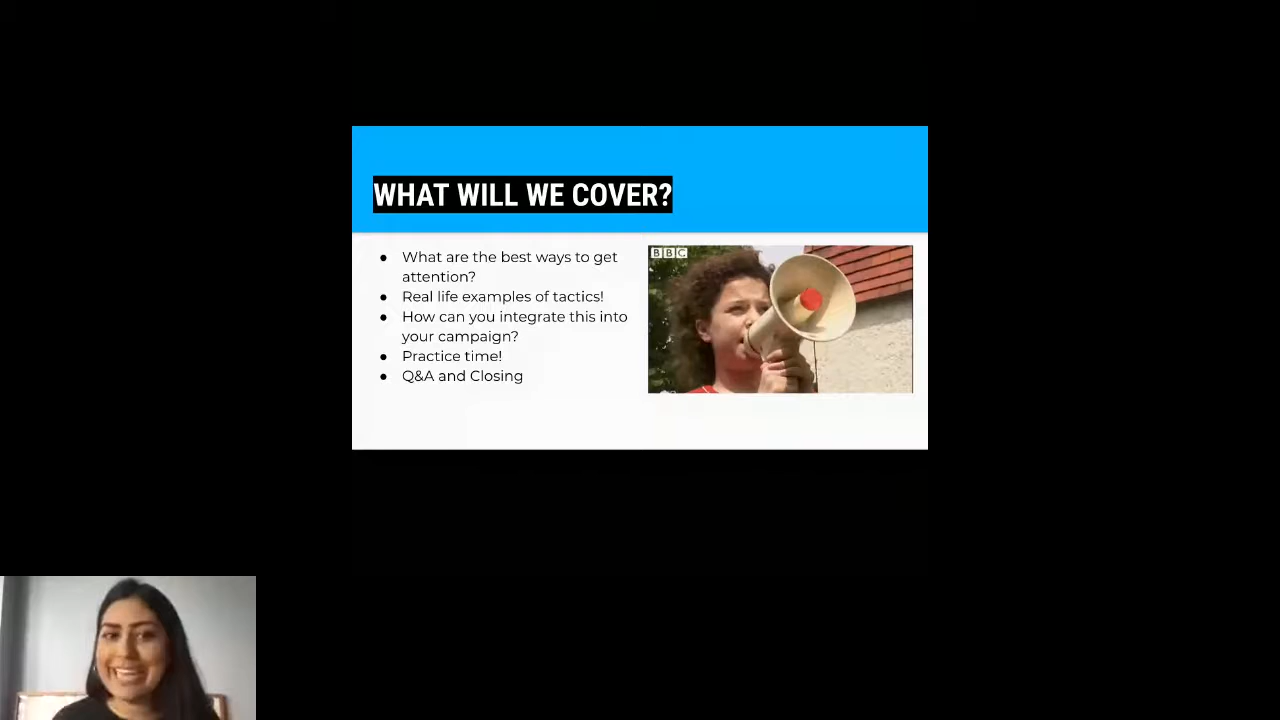 WHAT WILL WE COVER?
● What are the best ways to get
attention?
● Real life examples of tactics!
● How can you integrate this into
your campaign?
● Practice time!
● Q&A and Closing
BBC